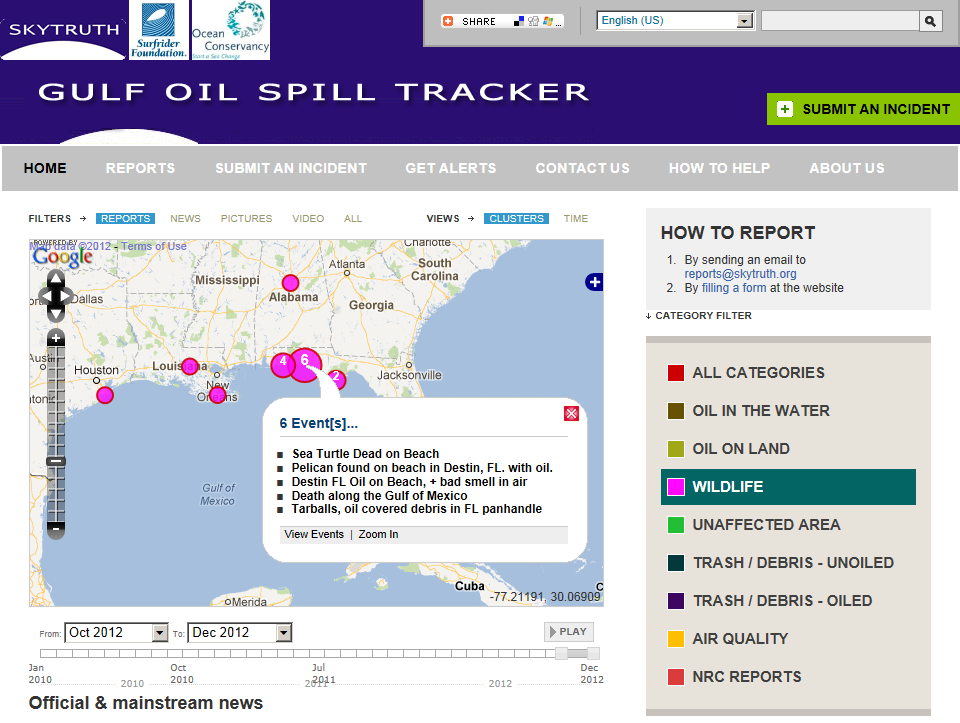 SKYTRUTH
Surfrider
Foundation.
Ocean
Conservancy
Start a Sea Change
SHARE
English (US)
GULF OIL SPILL TRACKER
SUBMIT AN INCIDENT
HOME REPORTS SUBMIT AN INCIDENT GET ALERTS CONTACT US HOW TO HELP ABOUT US
FILTERS REPORTS NEWS PICTURES VIDEO ALL VIEWS CLUSTERS TIME
POWERED BY
Map data ©2012 - Terms of Use
Google
Charlotte
Atlanta
South
Carolina
Mississippi
Alabama
Georgia
Dallas
Austin
Houston
Louisiana
New
Orleans
4
6
2
Jacksonville
Gulf of
Mexico
6 Event[s]...
Sea Turtle Dead on Beach
Pelican found on beach in Destin, FL. with oil.
Destin FL Oil on Beach, + bad smell in air
Death along the Gulf of Mexico
Tarballs, oil covered debris in FL panhandle
View Events | Zoom In
Cuba
-77.21191, 30.06909
Merida
From: Oct 2012 To: Dec 2012 PLAY
Jan
2010
Oct
2010
Jul
2011
Dec
2012
2010 2011 2012
Official & mainstream news
HOW TO REPORT
1. By sending an email to
reports@skytruth.org
2. By filling a form at the website
CATEGORY FILTER
ALL CATEGORIES
OIL IN THE WATER
OIL ON LAND
WILDLIFE
UNAFFECTED AREA
TRASH / DEBRIS - UNOILED
TRASH / DEBRIS - OILED
AIR QUALITY
NRC REPORTS